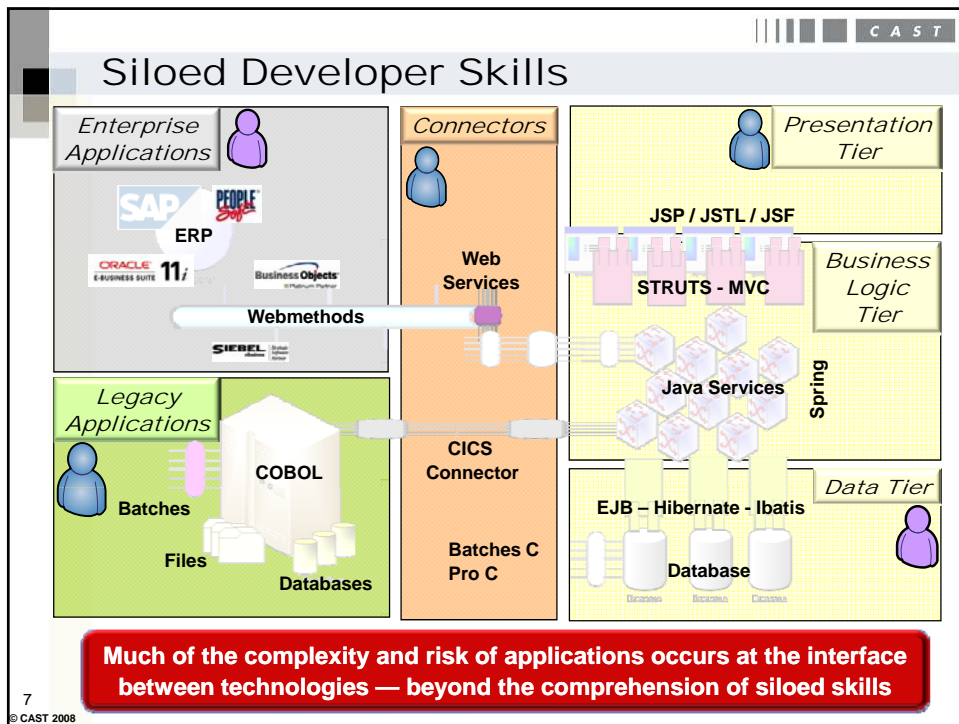 CAST
Siloed Developer Skills
Enterprise
Applications
SAP
PEOPLE
Soft
ERP
ORACLE
E-BUSINESS SUITE 11i
Business Objects
Platinum Partner
Webmethods
SIEBEL
Legacy
Applications
COBOL
Batches
Files
Databases
Connectors
Web
Services
CICS
Connector
Batches C
Pro C
Presentation
Tier
JSP / JSTL / JSF
Business
Logic
Tier
STRUTS - MVC
Java Services
Spring
Data Tier
EJB – Hibernate - Ibatis
Database
Much of the complexity and risk of applications occurs at the interface
between technologies — beyond the comprehension of siloed skills
7
© CAST 2008